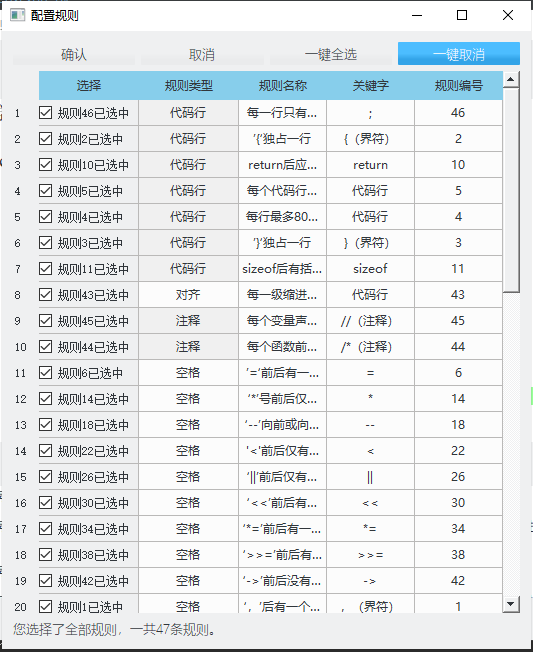 配置规则
确认 取消 一键全选 一键取消
选择 规则类型 规则名称 关键字 规则编号
1 规则46已选中 代码行 每一行只有... ; 46
2 规则2已选中 代码行 '{'独占一行 {（界符） 2
3 规则10已选中 代码行 return后应... return 10
4 规则5已选中 代码行 每个代码行... 代码行 5
5 规则4已选中 代码行 每行最多80... 代码行 4
6 规则3已选中 代码行 '}'独占一行 }（界符） 3
7 规则11已选中 代码行 sizeof后有括... sizeof 11
8 规则43已选中 对齐 每一级缩进... 代码行 43
9 规则45已选中 注释 每个变量声... //（注释） 45
10 规则44已选中 注释 每个函数前... /*（注释） 44
11 规则6已选中 空格 '='前后有一... = 6
12 规则14已选中 空格 '*'号前后仅... * 14
13 规则18已选中 空格 '--'向前或向... -- 18
14 规则22已选中 空格 '<'前后仅有... < 22
15 规则26已选中 空格 '||'前后仅有... || 26
16 规则30已选中 空格 '<<'前后有... << 30
17 规则34已选中 空格 '*='前后有一... *= 34
18 规则38已选中 空格 '>>='前后有... >>= 38
19 规则42已选中 空格 '->'前后没有... -> 42
20 规则1已选中 空格 '，'后有一个... ，（界符） 1
您选择了全部规则，一共47条规则。